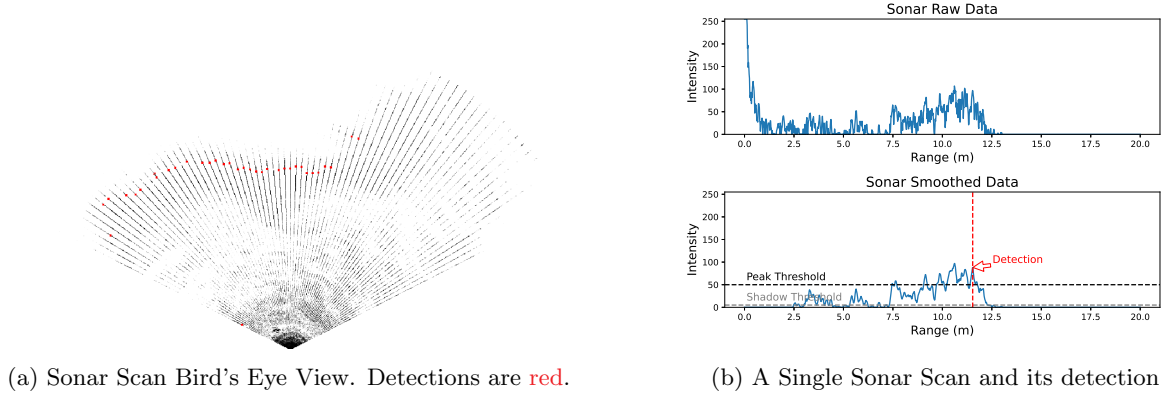 Sonar Raw Data
Intensity
250
200
150
100
50
0
0.0 2.5 5.0 7.5 10.0 12.5 15.0 17.5 20.0
Range (m)
Sonar Smoothed Data
Intensity
250
200
150
100
50
0
Detection
Peak Threshold
Shadow Threshold
0.0 2.5 5.0 7.5 10.0 12.5 15.0 17.5 20.0
Range (m)
(a) Sonar Scan Bird's Eye View. Detections are red.
(b) A Single Sonar Scan and its detection